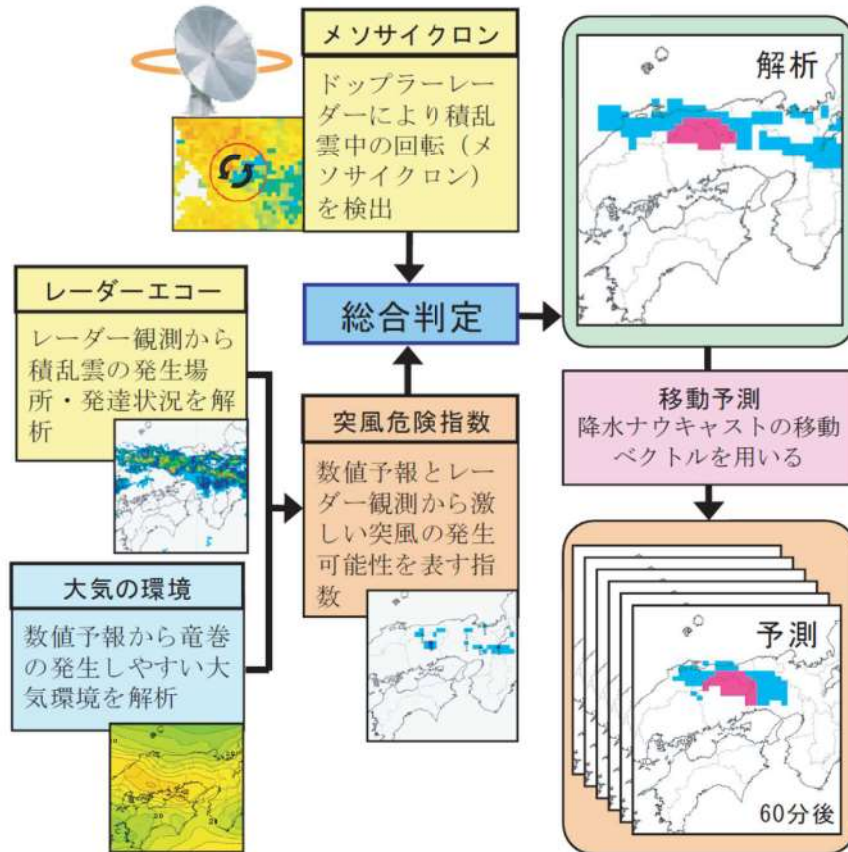 メソサイクロン
ドップラーレー
ダーにより積乱
雲中の回転（メ
ソサイクロン）
を検出
レーダーエコー
レーダー観測から
積乱雲の発生場
所・発達状況を解
析
大気の環境
数値予報から竜巻
の発生しやすい大
気環境を解析
突風危険指数
数値予報とレー
ダー観測から激
しい突風の発生
可能性を表す指
数
総合判定
解析
移動予測
降水ナウキャストの移動
ベクトルを用いる
予測
60分後